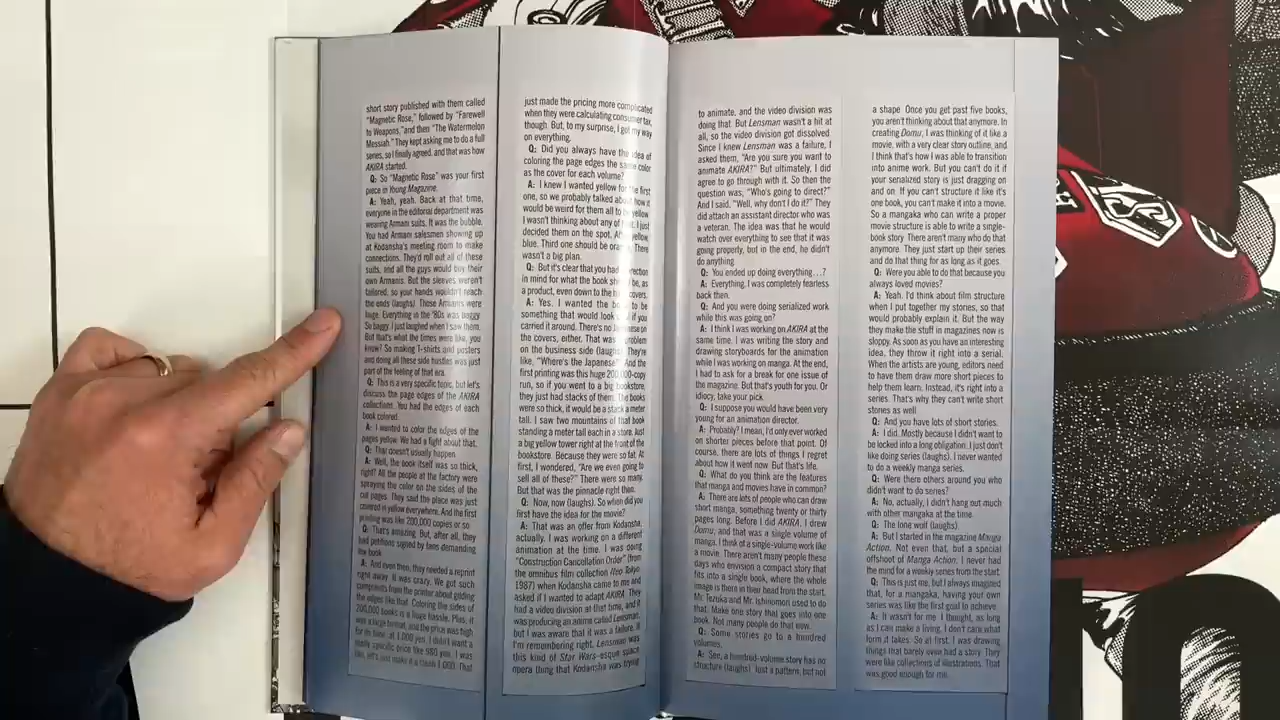 short story published with them called
"Magnetic Rose," followed by "Farewell
to Weapons," and then "The Watermelon
Messiah." They kept asking me to do a full
series, so I finally agreed, and that was how
AKIRA started.
Q: So "Magnetic Rose" was your first
piece in Young Magazine.
A: Yeah, yeah. Back at that time,
everyone in the editorial department was
wearing Armani suits. It was the bubble.
You had Armani salesmen showing up
at Kodansha's meeting room to make
connections. They'd roll out all of these
suits, and all the guys would buy their
own Armanis. But the sleeves weren't
tailored, so your hands wouldn't reach
the ends (laughs). Those Armanis were
huge. Everything in the '80s was baggy.
So baggy. I just laughed when I saw them.
But that's what the times were like, you
know? So making T-shirts and posters
and doing all these side hustles was just
part of the feeling of that era.
Q: This is a very specific topic, but let's
discuss the page edges of the AKIRA
collections. You had the edges of each
book colored.
A: I wanted to color the edges of the
pages yellow. We had a fight about that.
Q: That doesn't usually happen.
A: Well, the book itself was so thick,
right? All the people at the factory were
spraying the color on the sides of the
cut pages. They said the place was just
covered in yellow everywhere. And the first
printing was like 200,000 copies or so.
Q: That's amazing. But, after all, they
had petitions signed by fans demanding
the book.
A: And even then, they needed a reprint
right away. It was crazy. We got such
complaints from the printer about gilding
the edges like that. Coloring the sides of
200,000 books is a huge hassle. Plus, it
was a large format, and the price was high
for its time: at 1,000 yen. I didn't want a
really specific price like 980 yen. I was
like, let's just make it a clean 1,000. That
just made the pricing more complicated
when they were calculating consumer tax,
though. But, to my surprise, I got my way
on everything.
Q: Did you always have the idea of
coloring the page edges the same color
as the cover for each volume?
A: I knew I wanted yellow for the first
one, so we probably talked about how it
would be weird for them all to be yellow.
I wasn't thinking about any of it. I just
decided them on the spot. After yellow,
blue. Third one should be orange. There
wasn't a big plan.
Q: But it's clear that you had direction
in mind for what the book should be, as
a product, even down to the covers.
A: Yes. I wanted the book to be
something that would look if you
carried it around. There's no Japanese on
the covers, either. That was a problem
on the business side (laughs). They're
like, "Where's the Japanese?" And the
first printing was this huge 200,000-copy
run, so if you went to a big bookstore,
they just had stacks of them. The books
were so thick, it would be a stack a meter
tall. I saw two mountains of that book
standing a meter tall each in a store. Just
a big yellow tower right at the front of the
bookstore. Because they were so fat. At
first, I wondered, "Are we even going to
sell all of these?" There were so many.
But that was the pinnacle right then.
Q: Now, now (laughs). So when did you
first have the idea for the movie?
A: That was an offer from Kodansha,
actually. I was working on a different
animation at the time. I was doing
"Construction Cancellation Order" (from
the omnibus film collection Neo Tokyo,
1987) when Kodansha came to me and
asked if I wanted to adapt AKIRA. They
had a video division at that time, and it
was producing an anime called Lensman,
but I was aware that it was a failure. If
I'm remembering right, Lensman was
this kind of Star Wars-esque space
opera thing that Kodansha was trying
to animate, and the video division was
doing that. But Lensman wasn't a hit at
all, so the video division got dissolved.
Since I knew Lensman was a failure, I
asked them, "Are you sure you want to
animate AKIRA?" But ultimately, I did
agree to go through with it. So then the
question was, "Who's going to direct?"
And I said, "Well, why don't I do it?" They
did attach an assistant director who was
a veteran. The idea was that he would
watch over everything to see that it was
going properly, but in the end, he didn't
do anything.
Q: You ended up doing everything...?
A: Everything. I was completely fearless
back then.
Q: And you were doing serialized work
while this was going on?
A: I think I was working on AKIRA at the
same time. I was writing the story and
drawing storyboards for the animation
while I was working on manga. At the end,
I had to ask for a break for one issue of
the magazine. But that's youth for you. Or
idiocy, take your pick.
Q: I suppose you would have been very
young for an animation director.
A: Probably? I mean, I'd only ever worked
on shorter pieces before that point. Of
course, there are lots of things I regret
about how it went now. But that's life.
Q: What do you think are the features
that manga and movies have in common?
A: There are lots of people who can draw
short manga, something twenty or thirty
pages long. Before I did AKIRA, I drew
Domu, and that was a single volume of
manga. I think of a single-volume work like
a movie. There aren't many people these
days who envision a compact story that
fits into a single book, where the whole
image is there in their head from the start.
Mr. Tezuka and Mr. Ishinomori used to do
that. Make one story that goes into one
book. Not many people do that now.
Q: Some stories go to a hundred
volumes.
A: See, a hundred-volume story has no
structure (laughs). Just a pattern, but not
a shape. Once you get past five books,
you aren't thinking about that anymore. In
creating Domu, I was thinking of it like a
movie, with a very clear story outline, and
I think that's how I was able to transition
into anime work. But you can't do it if
your serialized story is just dragging on
and on. If you can't structure it like it's
one book, you can't make it into a movie.
So a mangaka who can write a proper
movie structure is able to write a single-
book story. There aren't many who do that
anymore. They just start up their series
and do that thing for as long as it goes.
Q: Were you able to do that because you
always loved movies?
A: Yeah. I'd think about film structure
when I put together my stories, so that
would probably explain it. But the way
they make the stuff in magazines now is
sloppy. As soon as you have an interesting
idea, they throw it right into a serial.
When the artists are young, editors need
to have them draw more short pieces to
help them learn. Instead, it's right into a
series. That's why they can't write short
stories as well.
Q: And you have lots of short stories.
A: I did. Mostly because I didn't want to
be locked into a long obligation. I just don't
like doing series (laughs). I never wanted
to do a weekly manga series.
Q: Were there others around you who
didn't want to do series?
A: No, actually, I didn't hang out much
with other mangaka at the time.
Q: The lone wolf (laughs).
A: But I started in the magazine Manga
Action. Not even that, but a special
offshoot of Manga Action. I never had
the mind for a weekly series from the start.
Q: This is just me, but I always imagined
that, for a mangaka, having your own
series was like the first goal to achieve.
A: It wasn't for me. I thought, as long
as I can make a living, I don't care what
form it takes. So at first, I was drawing
things that barely even had a story. They
were like collections of illustrations. That
was good enough for me.